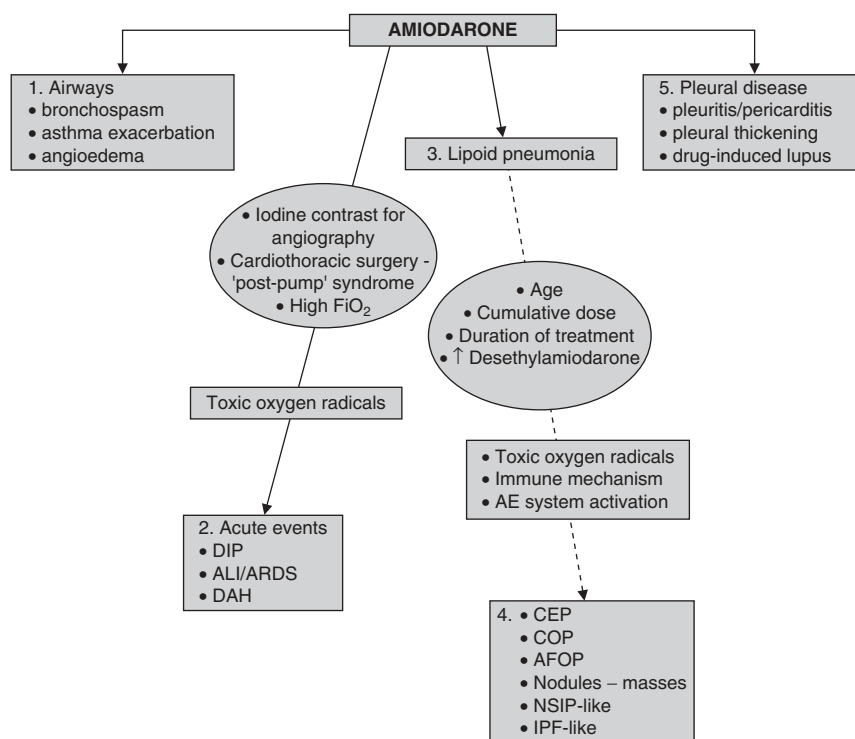 AMIODARONE
1. Airways
• bronchospasm
• asthma exacerbation
• angioedema
5. Pleural disease
• pleuritis/pericarditis
• pleural thickening
• drug-induced lupus
3. Lipoid pneumonia
• Iodine contrast for
angiography
• Cardiothoracic surgery -
'post-pump' syndrome
• High FiO₂
• Age
• Cumulative dose
• Duration of treatment
• ↑ Desethylamiodarone
Toxic oxygen radicals
• Toxic oxygen radicals
• Immune mechanism
• AE system activation
2. Acute events
• DIP
• ALI/ARDS
• DAH
4. • CEP
• COP
• AFOP
• Nodules – masses
• NSIP-like
• IPF-like